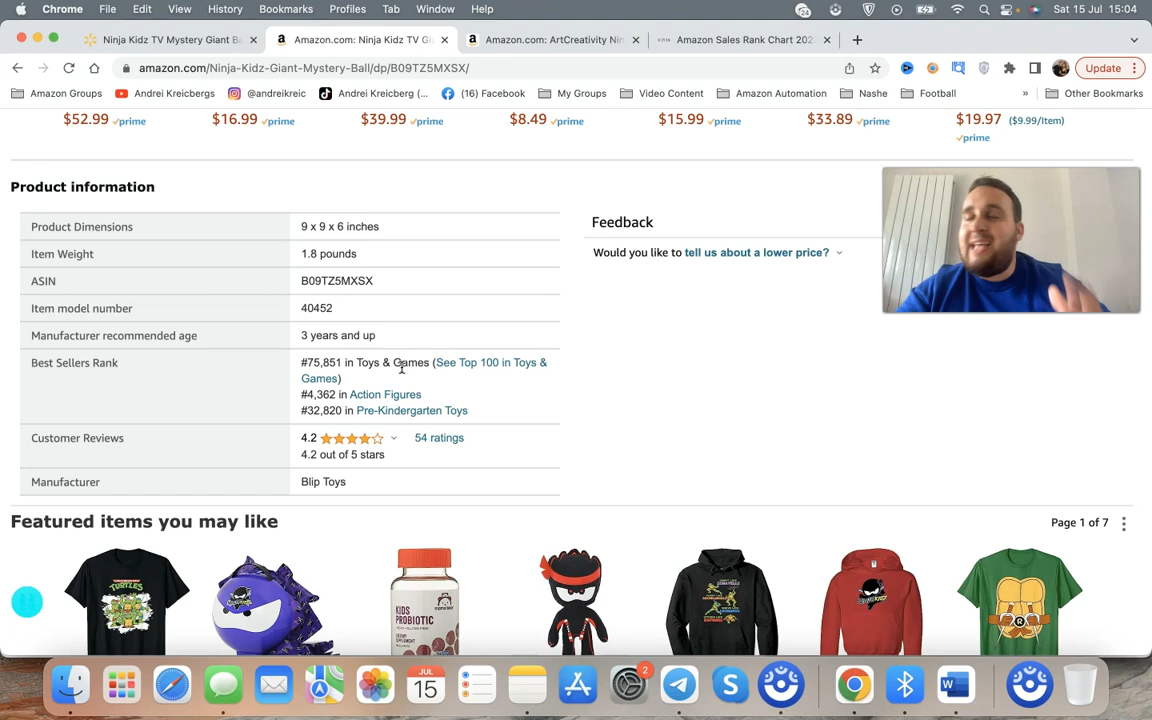 Chrome File Edit View History Bookmarks Profiles Tab Window Help 24 Sat 15 Jul 15:04
Ninja Kidz TV Mystery Giant Ba Amazon.com: Ninja Kidz TV Gia Amazon.com: ArtCreativity Nin Amazon Sales Rank Chart 202
amazon.com/Ninja-Kidz-Giant-Mystery-Ball/dp/B09TZ5MXSX/ Update
Amazon Groups Andrei Kreicbergs @andreikreic Andrei Kreicberg (... (16) Facebook My Groups Video Content Amazon Automation Nashe Football » Other Bookmarks
$52.99 prime $16.99 prime $39.99 prime $8.49 prime $15.99 prime $33.89 prime $19.97 ($9.99/Item)
prime
Product information
Product Dimensions 9 x 9 x 6 inches
Item Weight 1.8 pounds
ASIN B09TZ5MXSX
Item model number 40452
Manufacturer recommended age 3 years and up
Best Sellers Rank #75,851 in Toys & Games (See Top 100 in Toys &
Games)
#4,362 in Action Figures
#32,820 in Pre-Kindergarten Toys
Customer Reviews 4.2 54 ratings
4.2 out of 5 stars
Manufacturer Blip Toys
Feedback
Would you like to tell us about a lower price?
Featured items you may like
Page 1 of 7
TURTLES
KIDS
PROBIOTIC
R
JUL
15
2
S
W